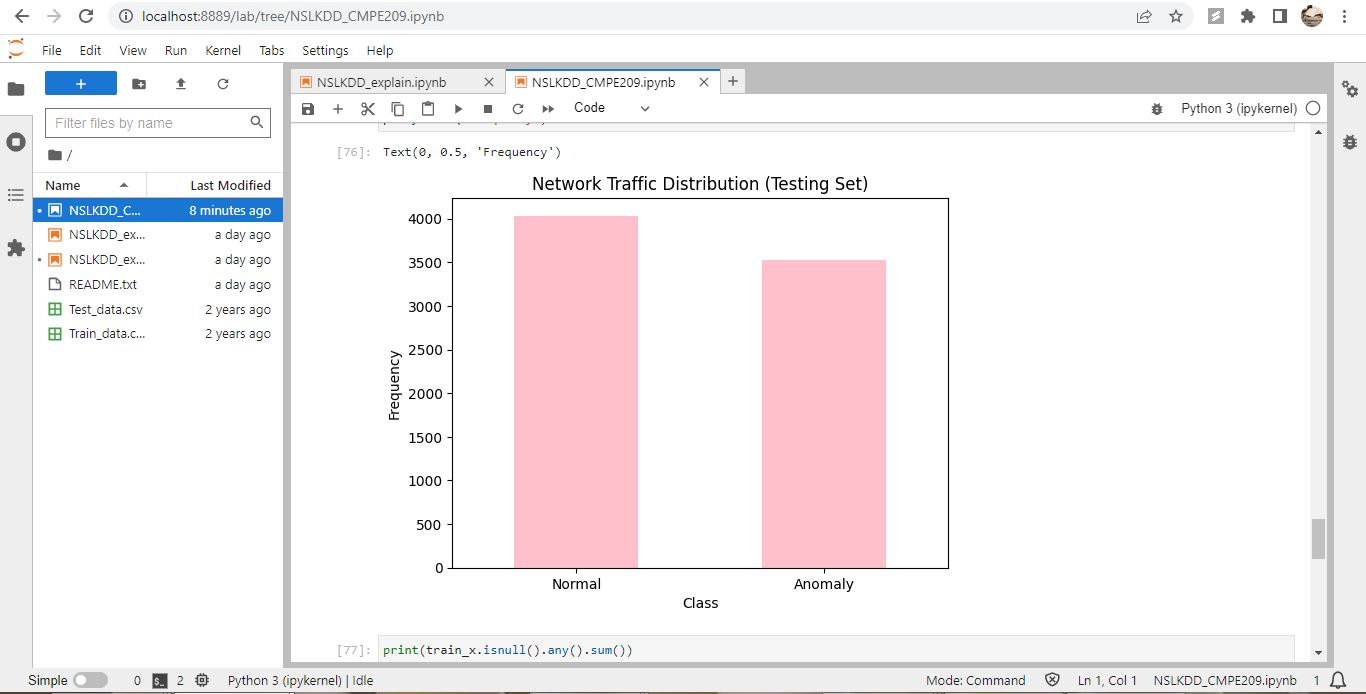 localhost:8889/lab/tree/NSLKDD_CMPE209.ipynb
File Edit View Run Kernel Tabs Settings Help
+
Filter files by name
/
Name Last Modified
NSLKDD_C... 8 minutes ago
NSLKDD_ex... a day ago
NSLKDD_ex... a day ago
README.txt a day ago
Test_data.csv 2 years ago
Train_data.c... 2 years ago
NSLKDD_explain.ipynb
NSLKDD_CMPE209.ipynb
Code
Python 3 (ipykernel)
[76]: Text(0, 0.5, 'Frequency')
Network Traffic Distribution (Testing Set)
4000
3500
3000
2500
2000
1500
1000
500
0
Frequency
Normal Anomaly
Class
[77]: print(train_x.isnull().any().sum())
Simple 0 $_ 2 Python 3 (ipykernel) | Idle Mode: Command Ln 1, Col 1 NSLKDD_CMPE209.ipynb 1